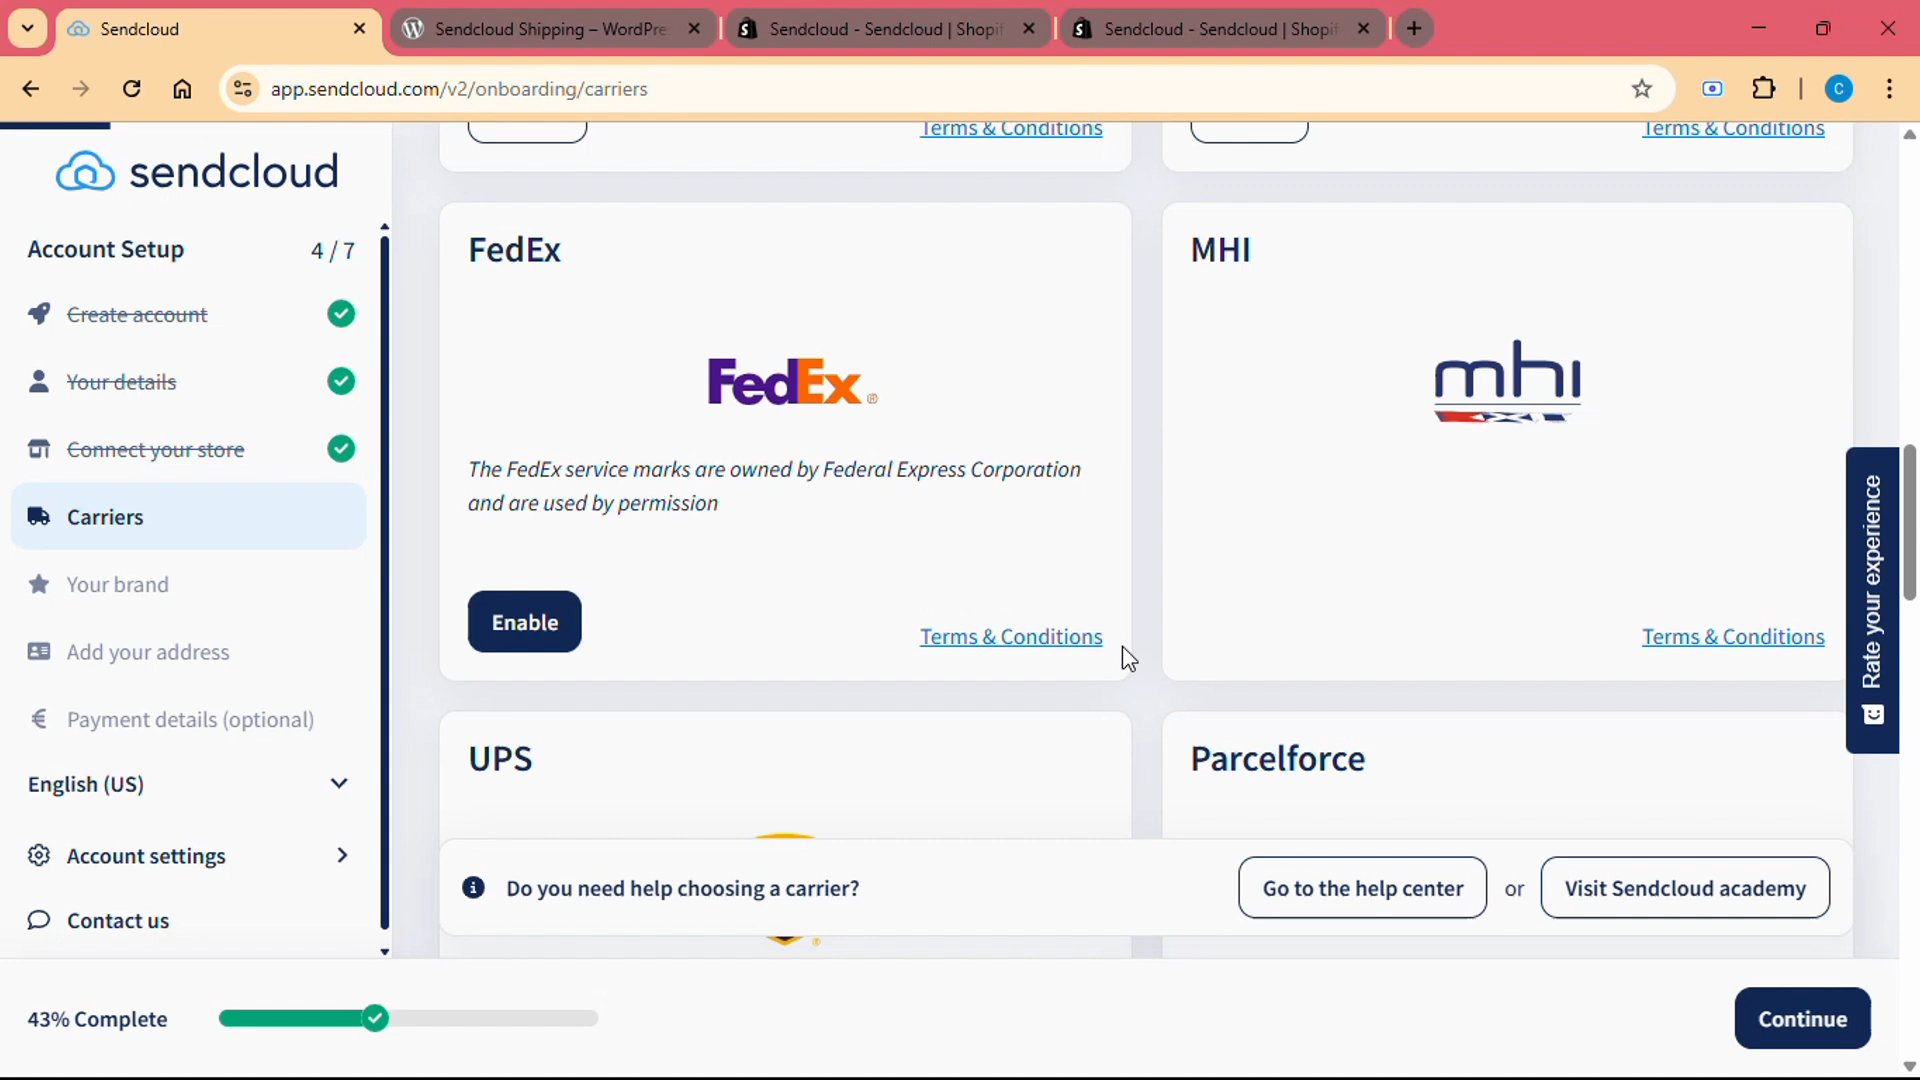 Sendcloud
Sendcloud Shipping – WordPre
Sendcloud - Sendcloud | Shopif
Sendcloud - Sendcloud | Shopif
app.sendcloud.com/v2/onboarding/carriers
C
sendcloud
Account Setup 4 / 7
Create account
Your details
Connect your store
Carriers
Your brand
Add your address
Payment details (optional)
English (US)
Account settings
Contact us
Terms & Conditions
Terms & Conditions
FedEx
FedEx ®
The FedEx service marks are owned by Federal Express Corporation
and are used by permission
Enable
Terms & Conditions
MHI
mhi
Terms & Conditions
UPS
Parcelforce
Do you need help choosing a carrier?
Go to the help center or Visit Sendcloud academy
Rate your experience
43% Complete
Continue